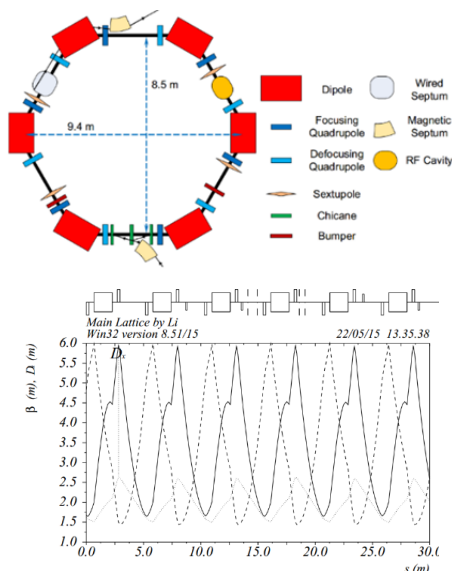 8.5 m
9.4 m
Dipole
Wired
Septum
Focusing
Quadrupole
Magnetic
Septum
Defocusing
Quadrupole
RF Cavity
Sextupole
Chicane
Bumper
Main Lattice by Li
Win32 version 8.51/15
22/05/15 13.35.38
β (m), D (m)
6.0
5.5
5.0
4.5
4.0
3.5
3.0
2.5
2.0
1.5
1.0
Dₓ
0.0
5.0
10.0
15.0
20.0
25.0
30.0
s (m)